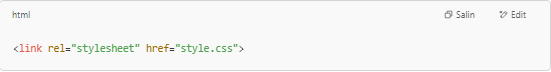 html Salin Edit
<link rel="stylesheet" href="style.css">